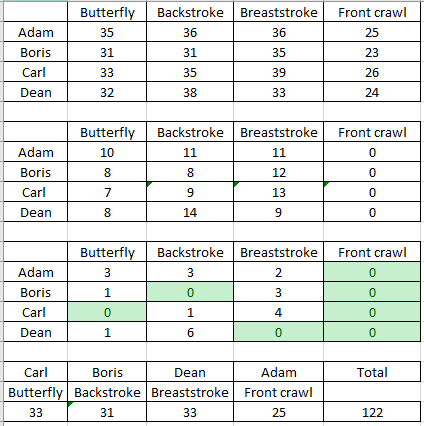 Butterfly Backstroke Breaststroke Front crawl
Adam 35 36 36 25
Boris 31 31 35 23
Carl 33 35 39 26
Dean 32 38 33 24
Butterfly Backstroke Breaststroke Front crawl
Adam 10 11 11 0
Boris 8 8 12 0
Carl 7 9 13 0
Dean 8 14 9 0
Butterfly Backstroke Breaststroke Front crawl
Adam 3 3 2 0
Boris 1 0 3 0
Carl 0 1 4 0
Dean 1 6 0 0
Carl Boris Dean Adam Total
Butterfly Backstroke Breaststroke Front crawl
33 31 33 25 122